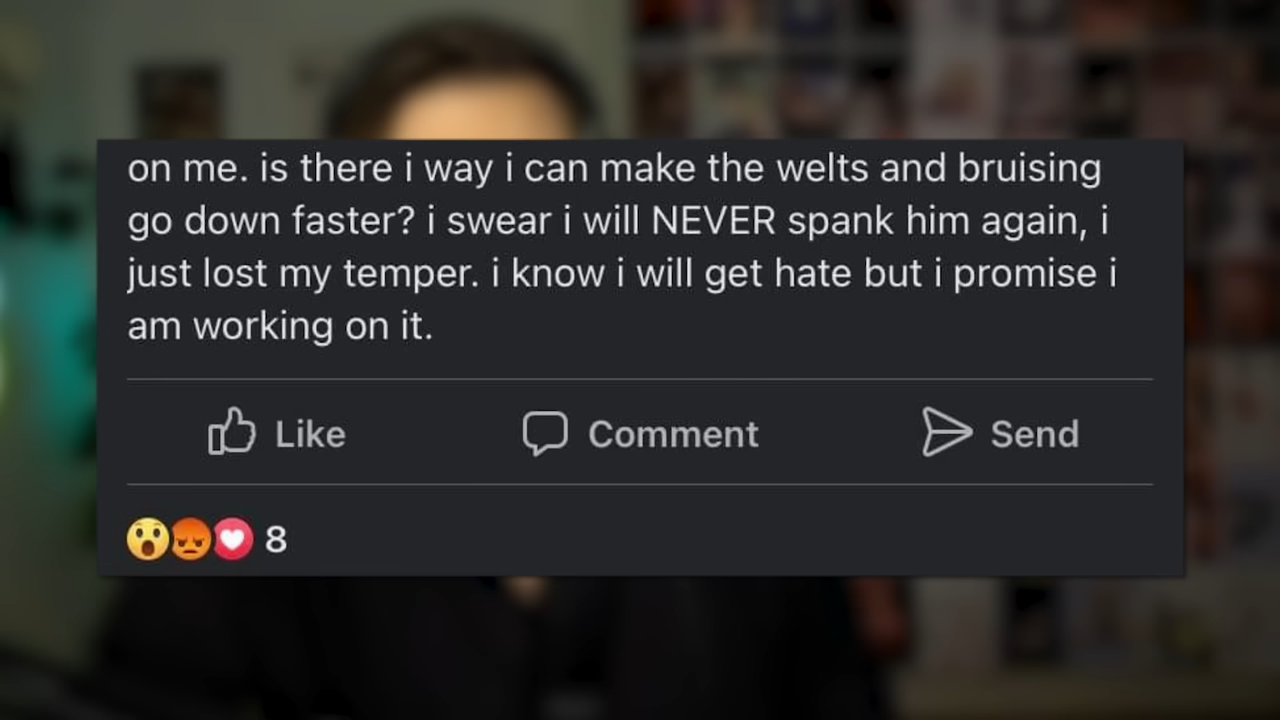 on me. is there i way i can make the welts and bruising
go down faster? i swear i will NEVER spank him again, i
just lost my temper. i know i will get hate but i promise i
am working on it.
Like Comment Send
8